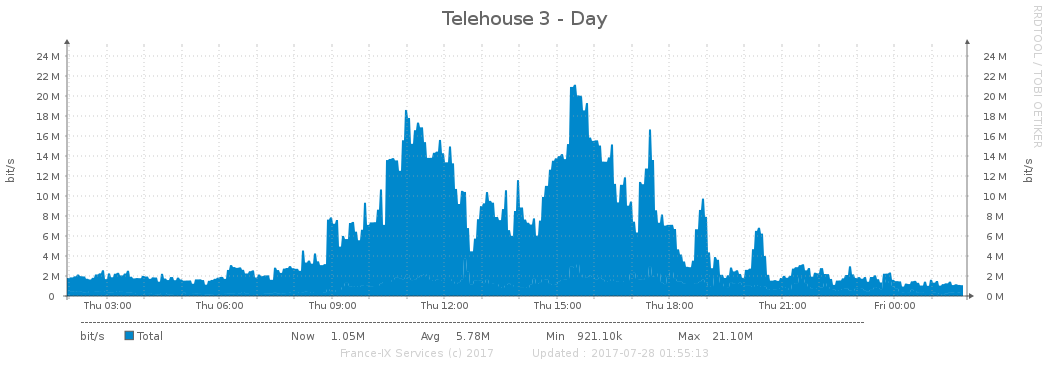 Telehouse 3 - Day
RRDTOOL / TOBI OETIKER
24 M 24 M
22 M 22 M
20 M 20 M
18 M 18 M
16 M 16 M
14 M 14 M
12 M 12 M
10 M 10 M
8 M 8 M
6 M 6 M
4 M 4 M
2 M 2 M
0 0 M
bit/s bit/s
Thu 03:00 Thu 06:00 Thu 09:00 Thu 12:00 Thu 15:00 Thu 18:00 Thu 21:00 Fri 00:00
bit/s Total Now 1.05M Avg 5.78M Min 921.10k Max 21.10M
France-IX Services (c) 2017 Updated : 2017-07-28 01:55:13